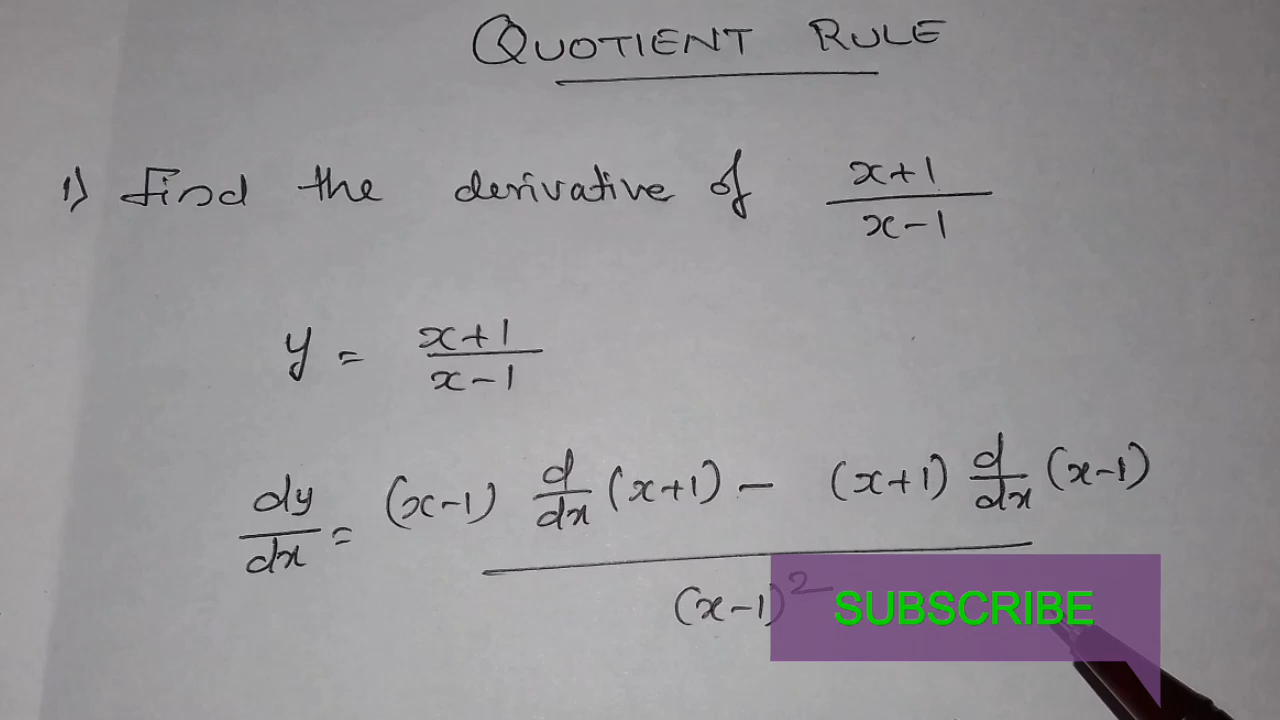 QUOTIENT RULE
1) Find the derivative of x+1/x-1
y = x+1/x-1
dy/dx = (x-1) d/dx (x+1) - (x+1) d/dx (x-1) / (x-1)²
SUBSCRIBE